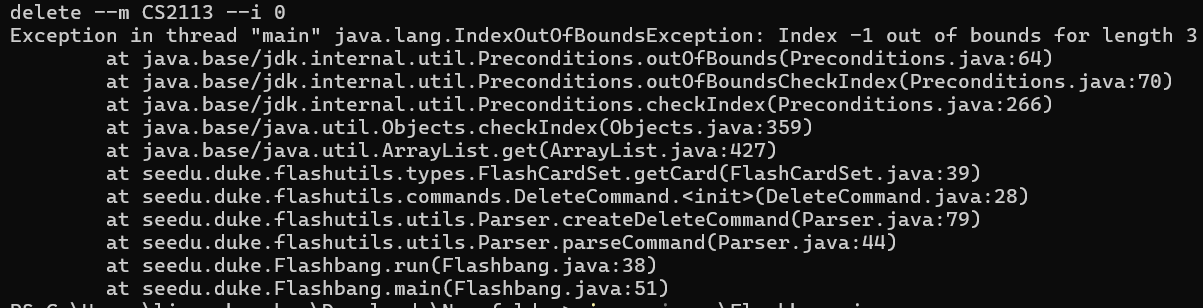 delete --m CS2113 --i 0
Exception in thread "main" java.lang.IndexOutOfBoundsException: Index -1 out of bounds for length 3
at java.base/jdk.internal.util.Preconditions.outOfBounds(Preconditions.java:64)
at java.base/jdk.internal.util.Preconditions.outOfBoundsCheckIndex(Preconditions.java:70)
at java.base/jdk.internal.util.Preconditions.checkIndex(Preconditions.java:266)
at java.base/java.util.Objects.checkIndex(Objects.java:359)
at java.base/java.util.ArrayList.get(ArrayList.java:427)
at seedu.duke.flashutils.types.FlashCardSet.getCard(FlashCardSet.java:39)
at seedu.duke.flashutils.commands.DeleteCommand.<init>(DeleteCommand.java:28)
at seedu.duke.flashutils.utils.Parser.createDeleteCommand(Parser.java:79)
at seedu.duke.flashutils.utils.Parser.parseCommand(Parser.java:44)
at seedu.duke.Flashbang.run(Flashbang.java:38)
at seedu.duke.Flashbang.main(Flashbang.java:51)